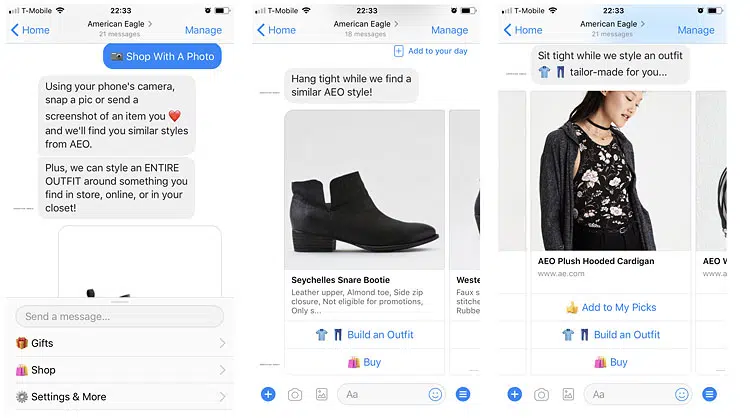 T-Mobile 22:33
Home American Eagle > Manage
21 messages
📷 Shop With A Photo
Using your phone's camera,
snap a pic or send a
screenshot of an item you ❤️
and we'll find you similar styles
from AEO.
Plus, we can style an ENTIRE
OUTFIT around something you
find in store, online, or in your
closet!
Send a message...
🎁 Gifts
🛍️ Shop
⚙️ Settings & More
T-Mobile 22:33
Home American Eagle > Manage
18 messages
Add to your day
Hang tight while we find a
similar AEO style!
Seychelles Snare Bootie
Leather upper, Almond toe, Side zip
closure, Not eligible for promotions,
Only s...
Weste
Faux s
stitche
Rubbe
👕 👖 Build an Outfit
🛍️ Buy
Aa
T-Mobile 22:33
Home American Eagle > Manage
21 messages
Sit tight while we style an outfit
👕 👖 tailor-made for you...
AEO Plush Hooded Cardigan
www.ae.com
AEO W
www.a
👍 Add to My Picks
👕 👖 Build an Outfit
🛍️ Buy
Aa